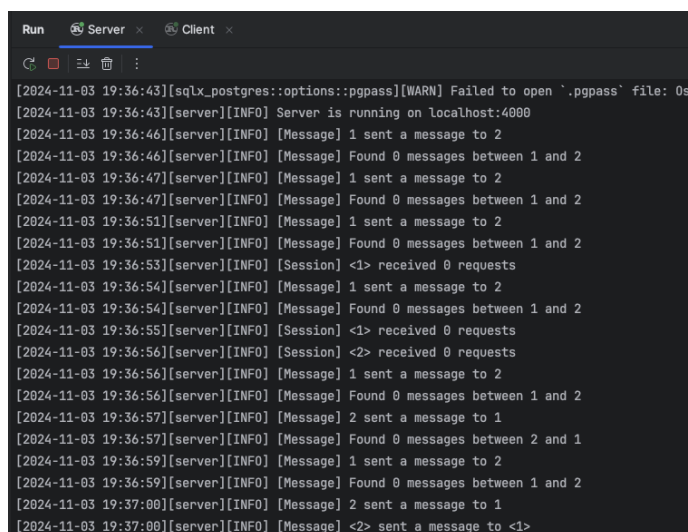 Run Server × Client ×
[2024-11-03 19:36:43][sqlx_postgres::options::pgpass][WARN] Failed to open `.pgpass` file: Os
[2024-11-03 19:36:43][server][INFO] Server is running on localhost:4000
[2024-11-03 19:36:46][server][INFO] [Message] 1 sent a message to 2
[2024-11-03 19:36:46][server][INFO] [Message] Found 0 messages between 1 and 2
[2024-11-03 19:36:47][server][INFO] [Message] 1 sent a message to 2
[2024-11-03 19:36:47][server][INFO] [Message] Found 0 messages between 1 and 2
[2024-11-03 19:36:51][server][INFO] [Message] 1 sent a message to 2
[2024-11-03 19:36:51][server][INFO] [Message] Found 0 messages between 1 and 2
[2024-11-03 19:36:53][server][INFO] [Session] <1> received 0 requests
[2024-11-03 19:36:54][server][INFO] [Message] 1 sent a message to 2
[2024-11-03 19:36:54][server][INFO] [Message] Found 0 messages between 1 and 2
[2024-11-03 19:36:55][server][INFO] [Session] <1> received 0 requests
[2024-11-03 19:36:56][server][INFO] [Session] <2> received 0 requests
[2024-11-03 19:36:56][server][INFO] [Message] 1 sent a message to 2
[2024-11-03 19:36:56][server][INFO] [Message] Found 0 messages between 1 and 2
[2024-11-03 19:36:57][server][INFO] [Message] 2 sent a message to 1
[2024-11-03 19:36:57][server][INFO] [Message] Found 0 messages between 2 and 1
[2024-11-03 19:36:59][server][INFO] [Message] 1 sent a message to 2
[2024-11-03 19:36:59][server][INFO] [Message] Found 0 messages between 1 and 2
[2024-11-03 19:37:00][server][INFO] [Message] 2 sent a message to 1
[2024-11-03 19:37:00][server][INFO] [Message] <2> sent a message to <1>